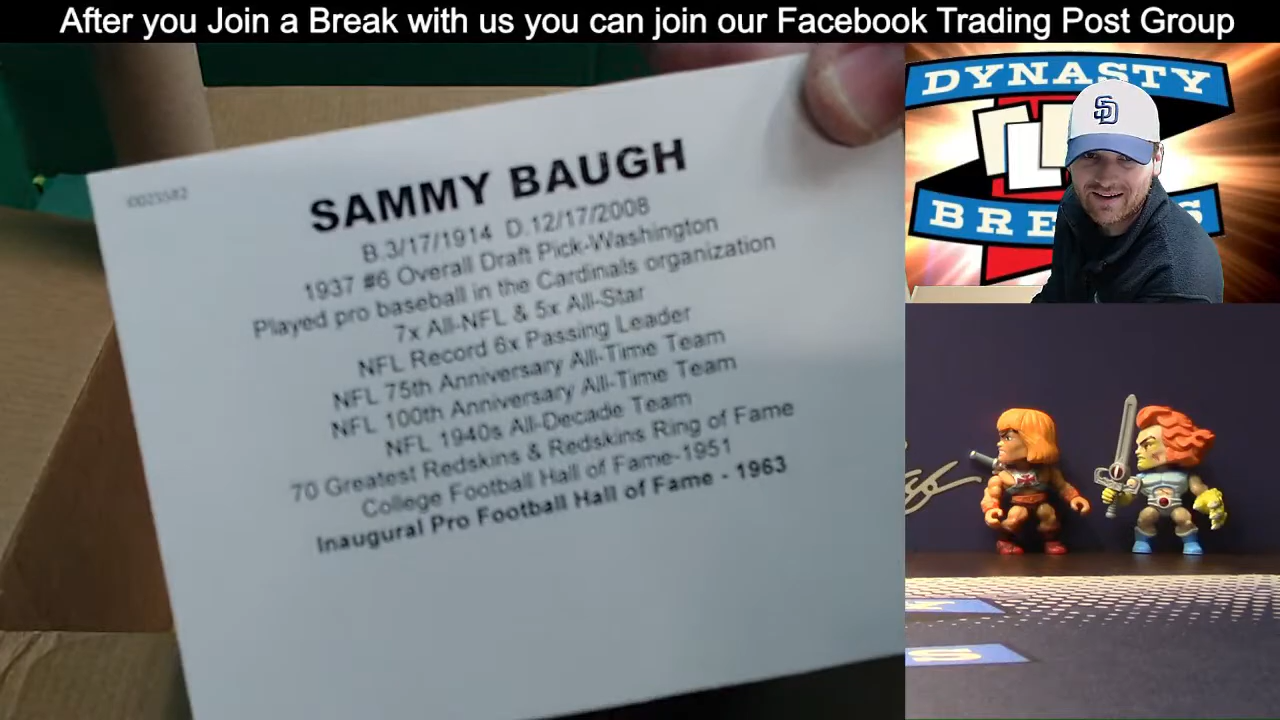 After you Join a Break with us you can join our Facebook Trading Post Group
0025582
SAMMY BAUGH
B.3/17/1914 D.12/17/2008
1937 #6 Overall Draft Pick-Washington
Played pro baseball in the Cardinals organization
7x All-NFL & 5x All-Star
NFL Record 6x Passing Leader
NFL 75th Anniversary All-Time Team
NFL 100th Anniversary All-Time Team
NFL 1940s All-Decade Team
70 Greatest Redskins & Redskins Ring of Fame
College Football Hall of Fame-1951
Inaugural Pro Football Hall of Fame - 1963
DYNASTY
SD
BRE S